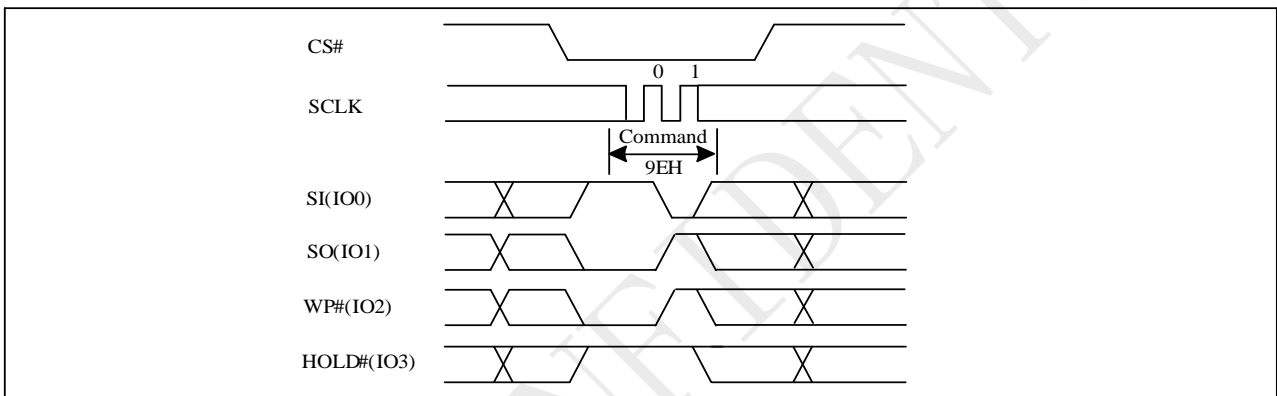 CS#
0 1
SCLK
Command
9EH
SI(IO0)
SO(IO1)
WP#(IO2)
HOLD#(IO3)